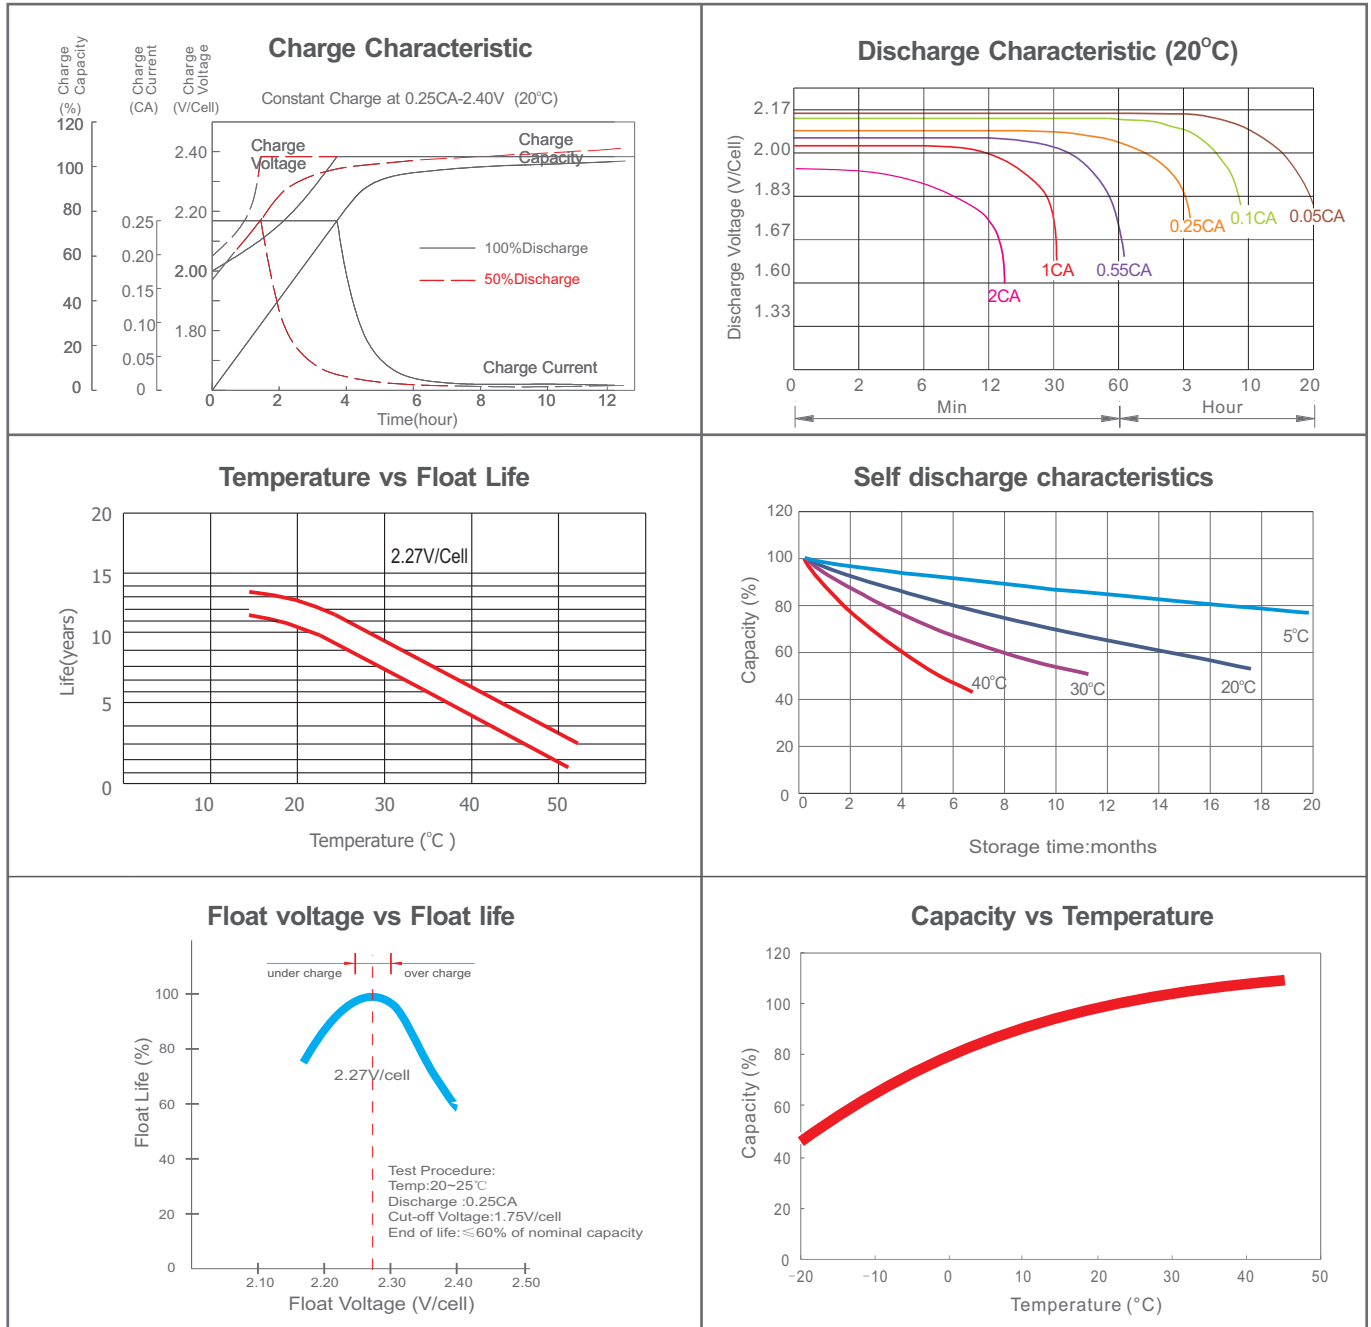 Charge Characteristic
Charge
Capacity
(%)
Charge
Current
(CA)
Charge
Voltage
(V/Cell)
Constant Charge at 0.25CA-2.40V (20°C)
120
100
80
60
40
20
0
0.25
0.20
0.15
0.10
0.05
0
2.40
2.20
2.00
1.80
Charge
Voltage
Charge
Capacity
100%Discharge
50%Discharge
Charge Current
0 2 4 6 8 10 12
Time(hour)
Discharge Characteristic (20°C)
Discharge Voltage (V/Cell)
2.17
2.00
1.83
1.67
1.60
1.33
2CA
1CA
0.55CA
0.25CA
0.1CA
0.05CA
0 2 6 12 30 60 3 10 20
Min Hour
Temperature vs Float Life
Life(years)
20
15
10
5
0
2.27V/Cell
10 20 30 40 50
Temperature (°C )
Self discharge characteristics
Capacity (%)
120
100
80
60
40
20
0
5°C
40°C
30°C
20°C
0 2 4 6 8 10 12 14 16 18 20
Storage time:months
Float voltage vs Float life
under charge
over charge
Float Life (%)
100
80
60
40
20
0
2.27V/cell
Test Procedure:
Temp:20~25℃
Discharge :0.25CA
Cut-off Voltage:1.75V/cell
End of life:≤60% of nominal capacity
2.10 2.20 2.30 2.40 2.50
Float Voltage (V/cell)
Capacity vs Temperature
Capacity (%)
120
100
80
60
40
20
0
−20 −10 0 10 20 30 40 50
Temperature (°C)